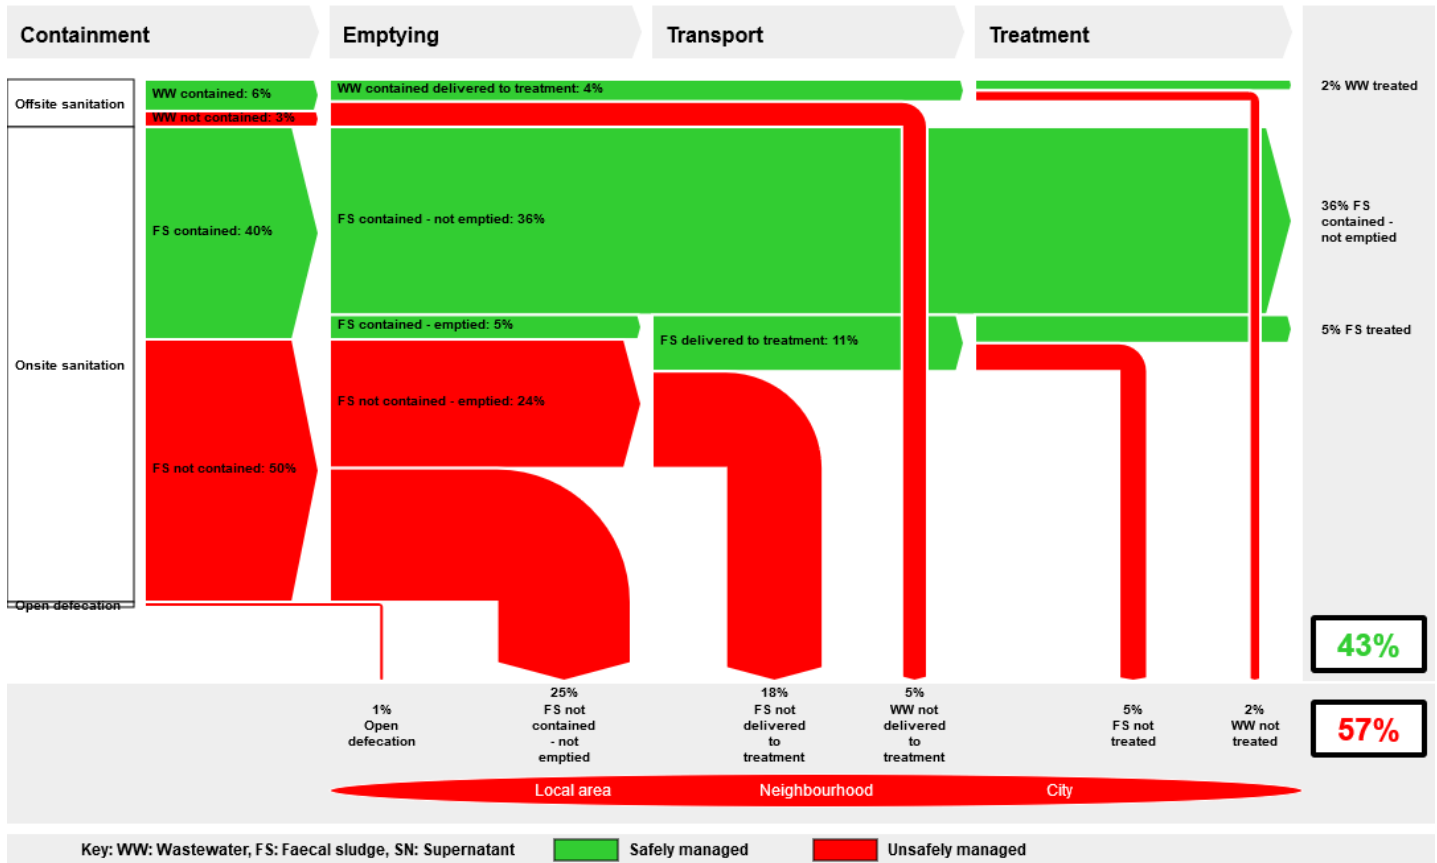 Containment
Emptying
Transport
Treatment
Offsite sanitation
WW contained: 6%
WW not contained: 3%
WW contained delivered to treatment: 4%
2% WW treated
Onsite sanitation
FS contained: 40%
FS contained - not emptied: 36%
36% FS
contained -
not emptied
FS contained - emptied: 5%
FS delivered to treatment: 11%
5% FS treated
FS not contained - emptied: 24%
FS not contained: 50%
Open defecation
43%
57%
1%
Open
defecation
25%
FS not
contained
- not
emptied
18%
FS not
delivered
to
treatment
5%
WW not
delivered
to
treatment
5%
FS not
treated
2%
WW not
treated
Local area
Neighbourhood
City
Key: WW: Wastewater, FS: Faecal sludge, SN: Supernatant
Safely managed
Unsafely managed